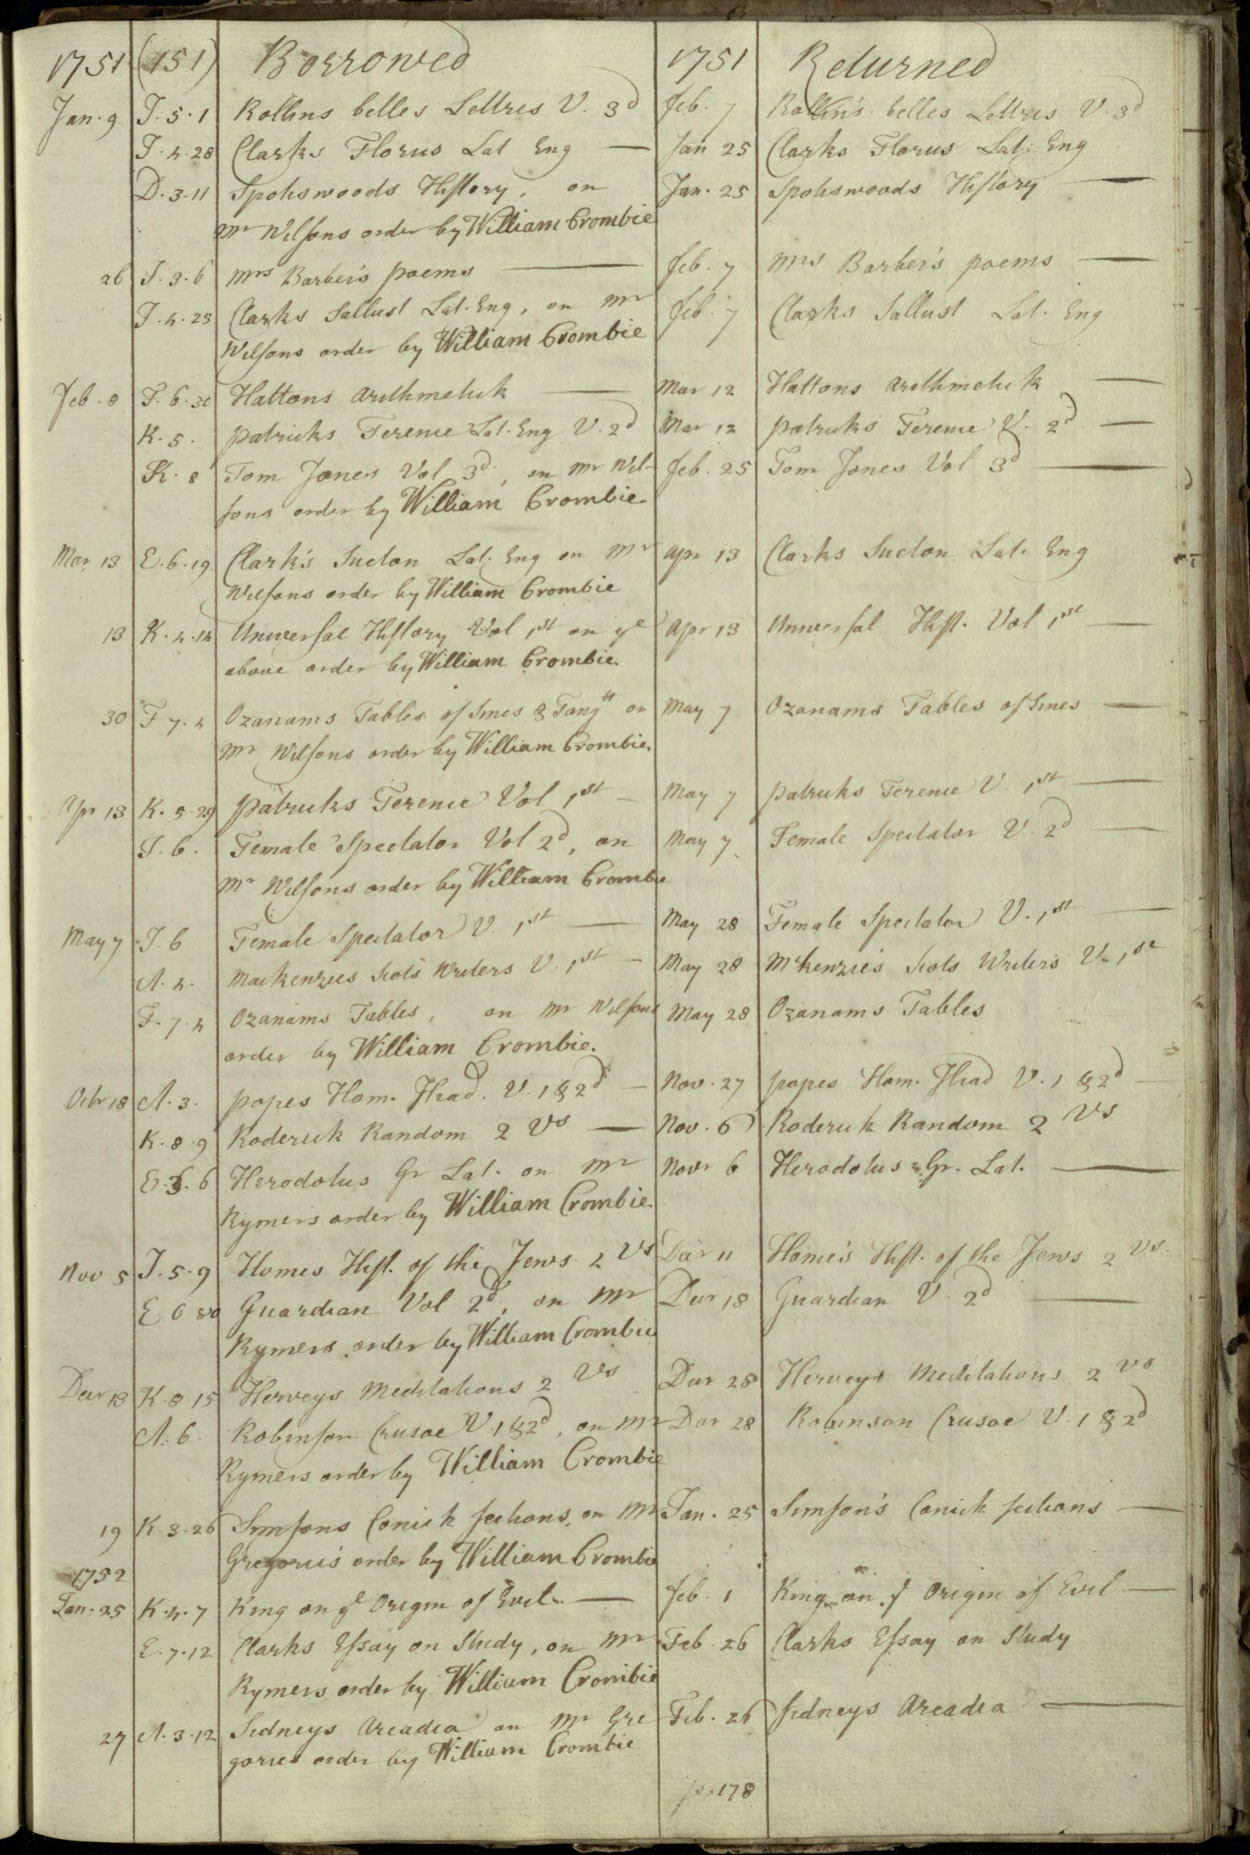 1751 (151) Borrowed 1751 Returned
Jan. 9 J. 5. 1 Rollins belles Lettres V. 3d Feb. 7 Rollin's belles Lettres V. 3d
J. 4. 28 Clarks Florus Lat Eng — Jan 25 Clarks Florus Lat. Eng
D. 3. 11 Spotswoods History, on Jan. 25 Spotswoods History —
Mr Wilsons order by William Crombie
26 J. 3. 6 Mrs Barber's poems — Feb. 7 Mrs Barber's poems —
J. 4. 25 Clarks Sallust Lat. Eng, on Mr Feb. 7 Clarks Sallust Lat. Eng
Wilsons order by William Crombie
Feb. 8 F. 6. 30 Hattons Arithmetick — Mar 12 Hattons Arithmetick —
K. 5. patricks Terence Lat. Eng V. 2d Mar 12 patricks Terence V. 2d —
K. 8 Tom Jones Vol 3d, on Mr Wil- Feb. 25 Tom Jones Vol 3d —
sons order by William Crombie.
Mar 13 E. 6. 19 Clark's Sueton Lat. Eng on Mr Apr 13 Clarks Sueton Lat. Eng
Wilsons order by William Crombie
13 K. 4. 14 Universal History Vol 1st on ye Apr 13 Universal Hist. Vol 1st —
above order by William Crombie.
30 F 7. 4 Ozanams Tables of Sines & Tangts on May 7 Ozanams Tables of Sines —
Mr Wilsons order by William Crombie.
Apr 13 K. 5. 29 patricks Terence Vol 1st — May 7 patricks Terence V. 1st —
J. 6. Female Spectator Vol 2d, on May 7 Female Spectator V. 2d —
Mr Wilsons order by William Crombie
May 7 J. 6 Female Spectator V. 1st — May 28 Female Spectator V. 1st —
A. 4. Mackenzies Scots Writers V. 1st — May 28 McKenzie's Scots Writers V. 1st
F. 7. 4 Ozanams Tables, on Mr Wilsons May 28 Ozanams Tables
order by William Crombie.
Octr 18 A. 3. popes Hom. Iliad. V. 1 & 2d — Nov. 27 popes Hom. Iliad V. 1 & 2d —
K. 8. 9 Roderick Random 2 Vs — Nov. 6 Roderick Random 2 Vs
E. 3. 6 Herodotus Gr Lat. on Mr Novr 6 Herodotus Gr. Lat. —
Rymers order by William Crombie.
Nov 5 J. 5. 9 Homes Hist. of the Jews 2 Vs Decr 11 Home's Hist. of the Jews 2 Vs.
E 6 30 Guardian Vol 2d, on Mr Decr 18 Guardian V. 2d —
Rymers order by William Crombie
Decr 18 K. 8 15 Herveys Meditations 2 Vs Decr 28 Herveys Meditations 2 Vs
A. 6. Robinson Crusoe V. 1 & 2d, on Mr Decr 28 Robinson Crusoe V. 1 & 2d
Rymers order by William Crombie
19 K. 3. 26 Simsons Conick sections, on Mr Jan. 25 Simson's Conick sections —
Gregorie's order by William Crombie
1752
Jan. 25 K. 4. 7 King on ye Origin of Evil — Feb. 1 King on ye Origin of Evil —
E. 7. 12 Clarks Essay on Study, on Mr Feb. 26 Clarks Essay on Study
Rymers order by William Crombie
27 A. 3. 12 Sidneys Arcadia on Mr Gre Feb. 26 Sidneys Arcadia —
gories order by William Crombie
178